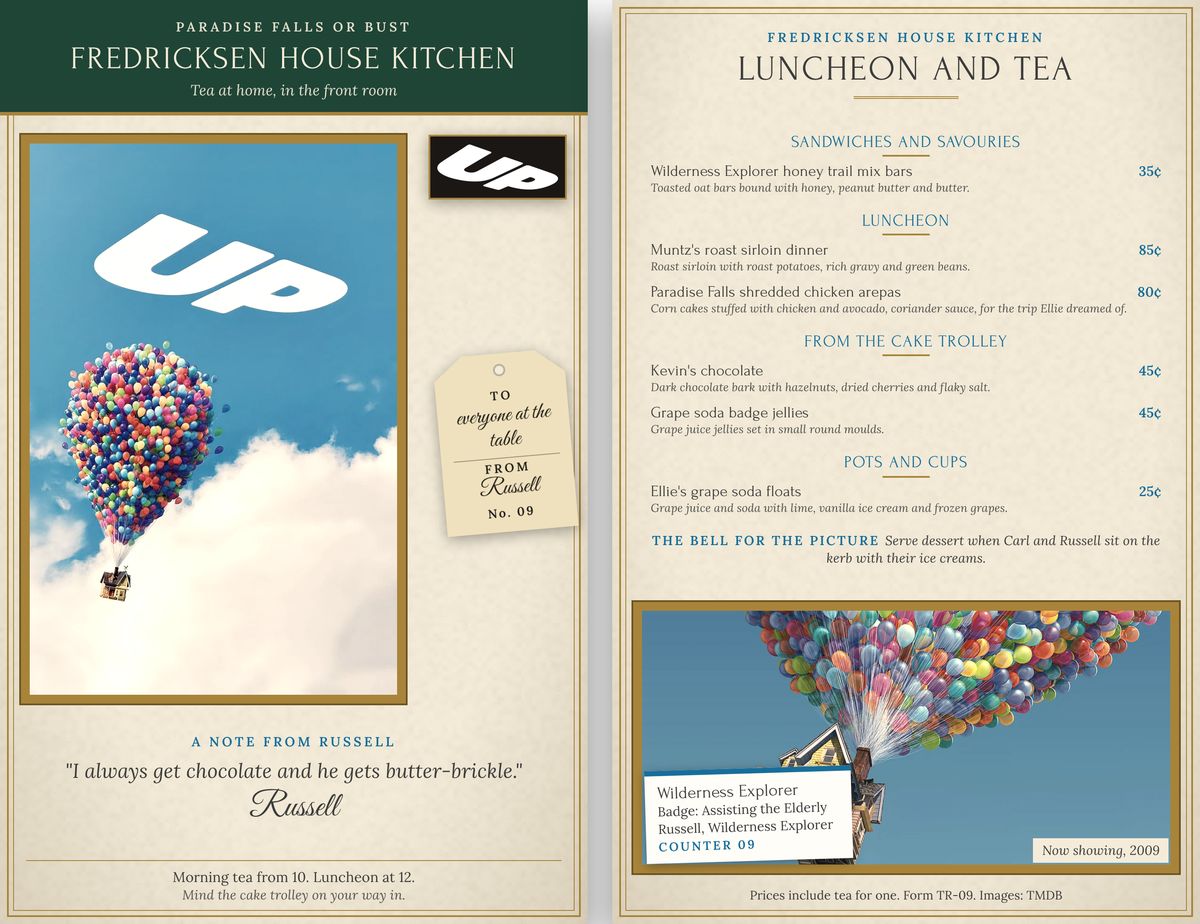 PARADISE FALLS OR BUST
FREDRICKSEN HOUSE KITCHEN
Tea at home, in the front room
UP
UP
TO
everyone at the
table
FROM
Russell
No. 09
A NOTE FROM RUSSELL
"I always get chocolate and he gets butter-brickle."
Russell
Morning tea from 10. Luncheon at 12.
Mind the cake trolley on your way in.
FREDRICKSEN HOUSE KITCHEN
LUNCHEON AND TEA
SANDWICHES AND SAVOURIES
Wilderness Explorer honey trail mix bars 35¢
Toasted oat bars bound with honey, peanut butter and butter.
LUNCHEON
Muntz's roast sirloin dinner 85¢
Roast sirloin with roast potatoes, rich gravy and green beans.
Paradise Falls shredded chicken arepas 80¢
Corn cakes stuffed with chicken and avocado, coriander sauce, for the trip Ellie dreamed of.
FROM THE CAKE TROLLEY
Kevin's chocolate 45¢
Dark chocolate bark with hazelnuts, dried cherries and flaky salt.
Grape soda badge jellies 45¢
Grape juice jellies set in small round moulds.
POTS AND CUPS
Ellie's grape soda floats 25¢
Grape juice and soda with lime, vanilla ice cream and frozen grapes.
THE BELL FOR THE PICTURE Serve dessert when Carl and Russell sit on the
kerb with their ice creams.
Wilderness Explorer
Badge: Assisting the Elderly
Russell, Wilderness Explorer
COUNTER 09
Now showing, 2009
Prices include tea for one. Form TR-09. Images: TMDB